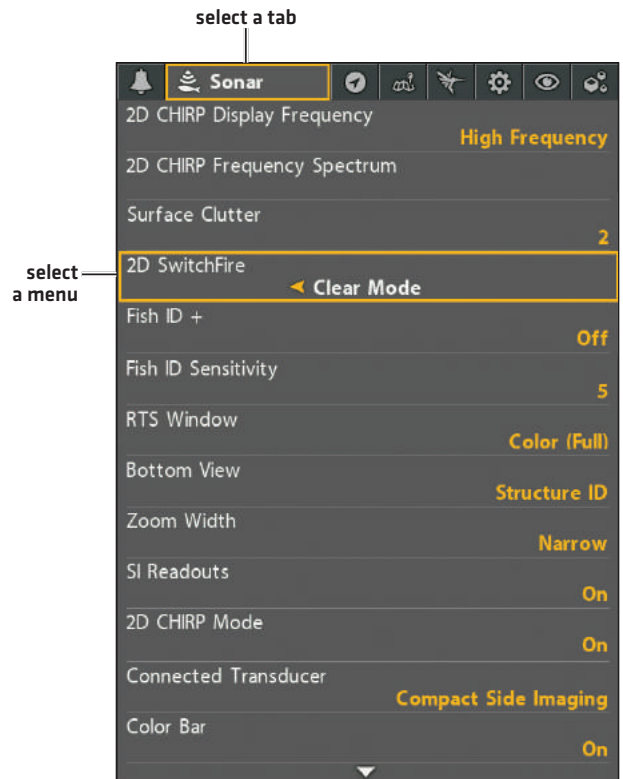 select a tab
Sonar
2D CHIRP Display Frequency
High Frequency
2D CHIRP Frequency Spectrum
Surface Clutter
2
select
a menu
2D SwitchFire
Clear Mode
Fish ID +
Off
Fish ID Sensitivity
5
RTS Window
Color (Full)
Bottom View
Structure ID
Zoom Width
Narrow
SI Readouts
On
2D CHIRP Mode
On
Connected Transducer
Compact Side Imaging
Color Bar
On